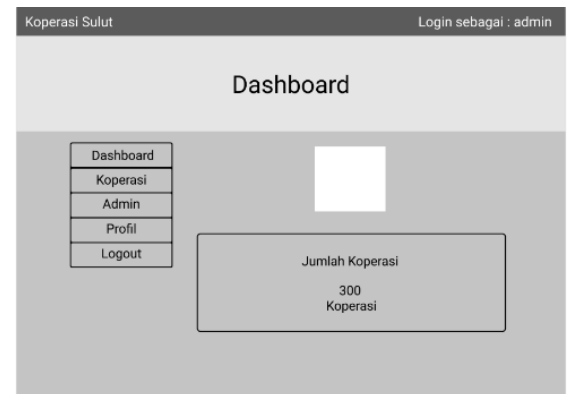 Koperasi Sulut
Login sebagai : admin
Dashboard
Dashboard
Koperasi
Admin
Profil
Logout
Jumlah Koperasi
300
Koperasi